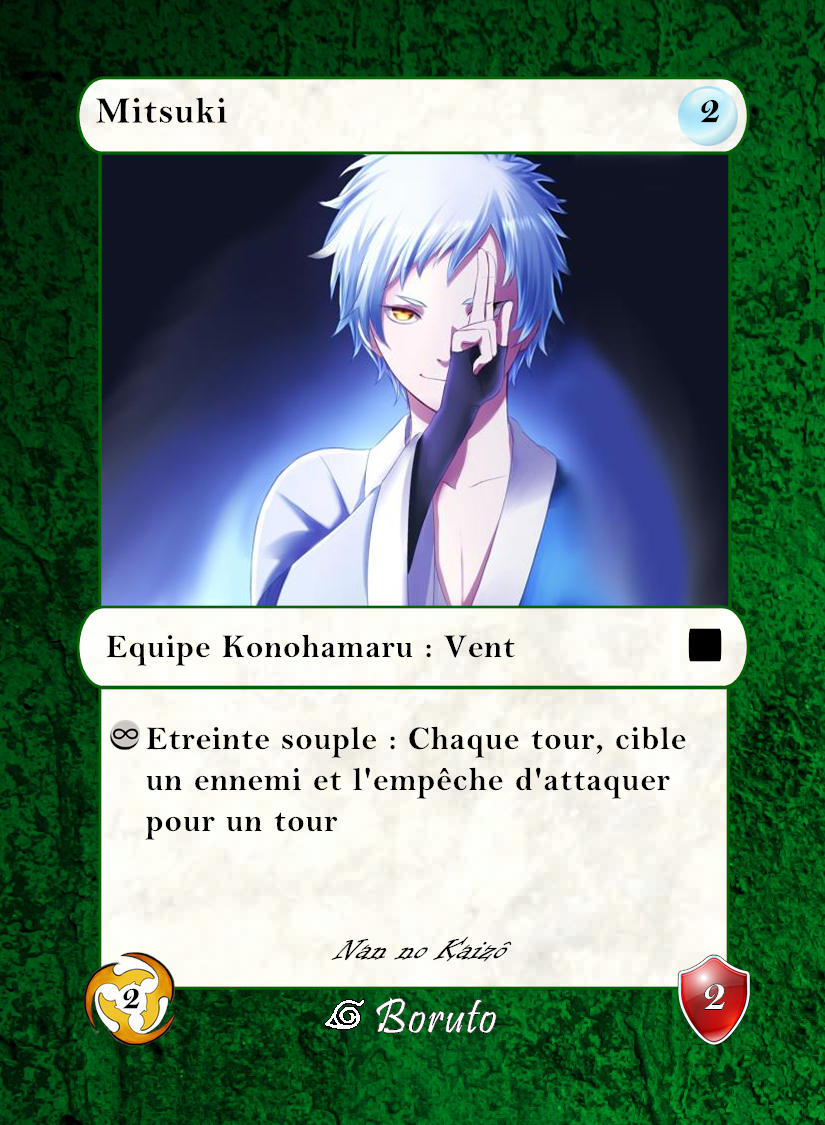 Mitsuki
2
Equipe Konohamaru : Vent
Etreinte souple : Chaque tour, cible
un ennemi et l'empêche d'attaquer
pour un tour
Nan no Kaizô
2
2
Boruto